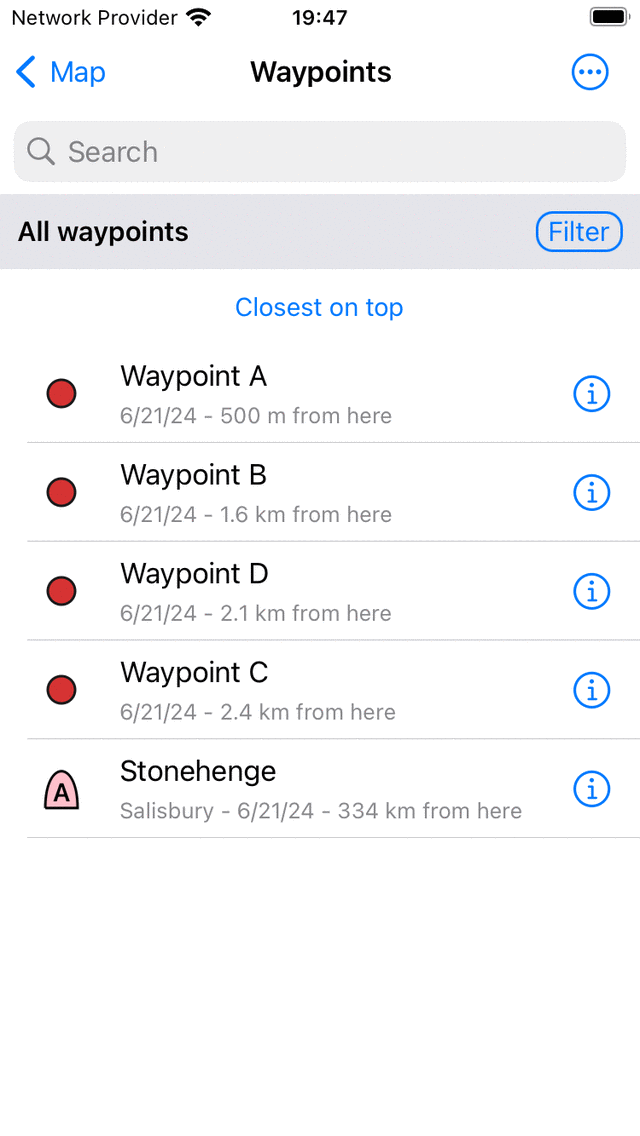 Network Provider 19:47
Map Waypoints
Search
All waypoints Filter
Closest on top
Waypoint A
6/21/24 - 500 m from here
Waypoint B
6/21/24 - 1.6 km from here
Waypoint D
6/21/24 - 2.1 km from here
Waypoint C
6/21/24 - 2.4 km from here
A Stonehenge
Salisbury - 6/21/24 - 334 km from here